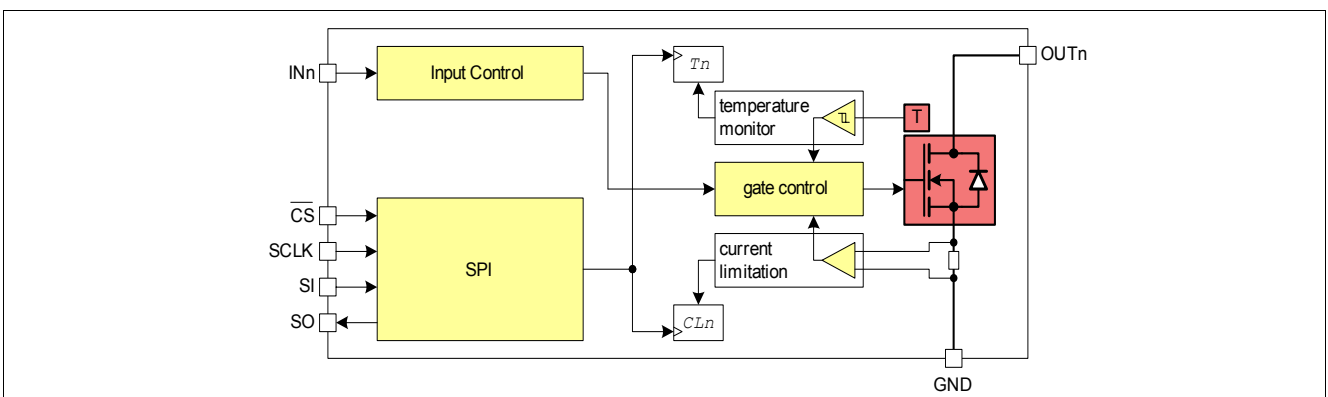 OUTn
INn
Input Control
Tn
temperature
monitor
T
gate control
CS
SCLK
SI
SO
SPI
current
limitation
CLn
GND